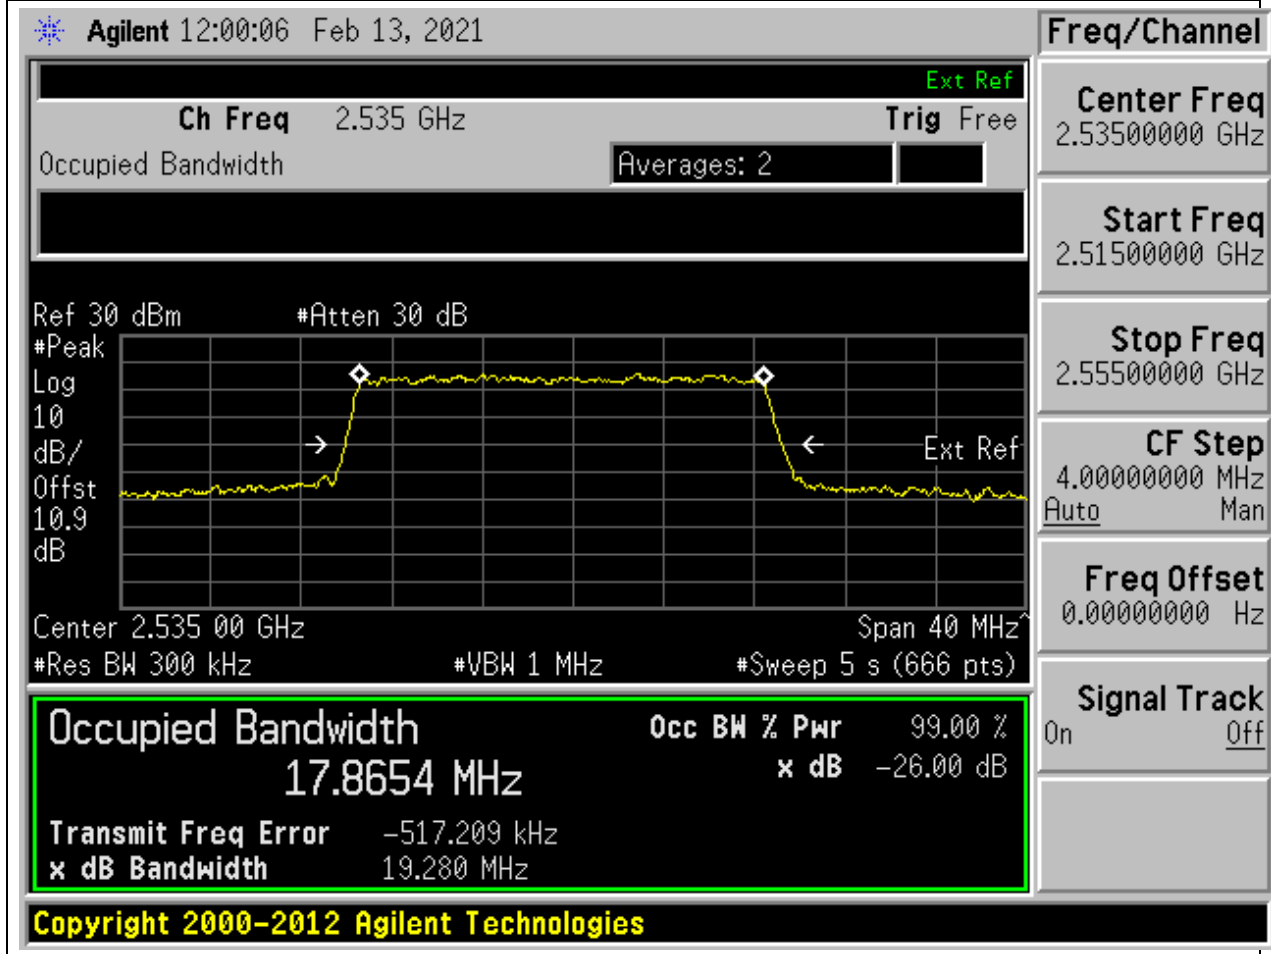 Agilent 12:00:06 Feb 13, 2021
Freq/Channel
Ext Ref
Ch Freq 2.535 GHz Trig Free
Occupied Bandwidth Averages: 2
Ref 30 dBm #Atten 30 dB
#Peak
Log
10
dB/
Offst
10.9
dB
Ext Ref
Center 2.535 00 GHz Span 40 MHz^
#Res BW 300 kHz #VBW 1 MHz #Sweep 5 s (666 pts)
Occupied Bandwidth Occ BW % Pwr 99.00 %
17.8654 MHz x dB -26.00 dB
Transmit Freq Error -517.209 kHz
x dB Bandwidth 19.280 MHz
Copyright 2000-2012 Agilent Technologies
Center Freq
2.53500000 GHz
Start Freq
2.51500000 GHz
Stop Freq
2.55500000 GHz
CF Step
4.00000000 MHz
Auto Man
Freq Offset
0.00000000 Hz
Signal Track
On Off